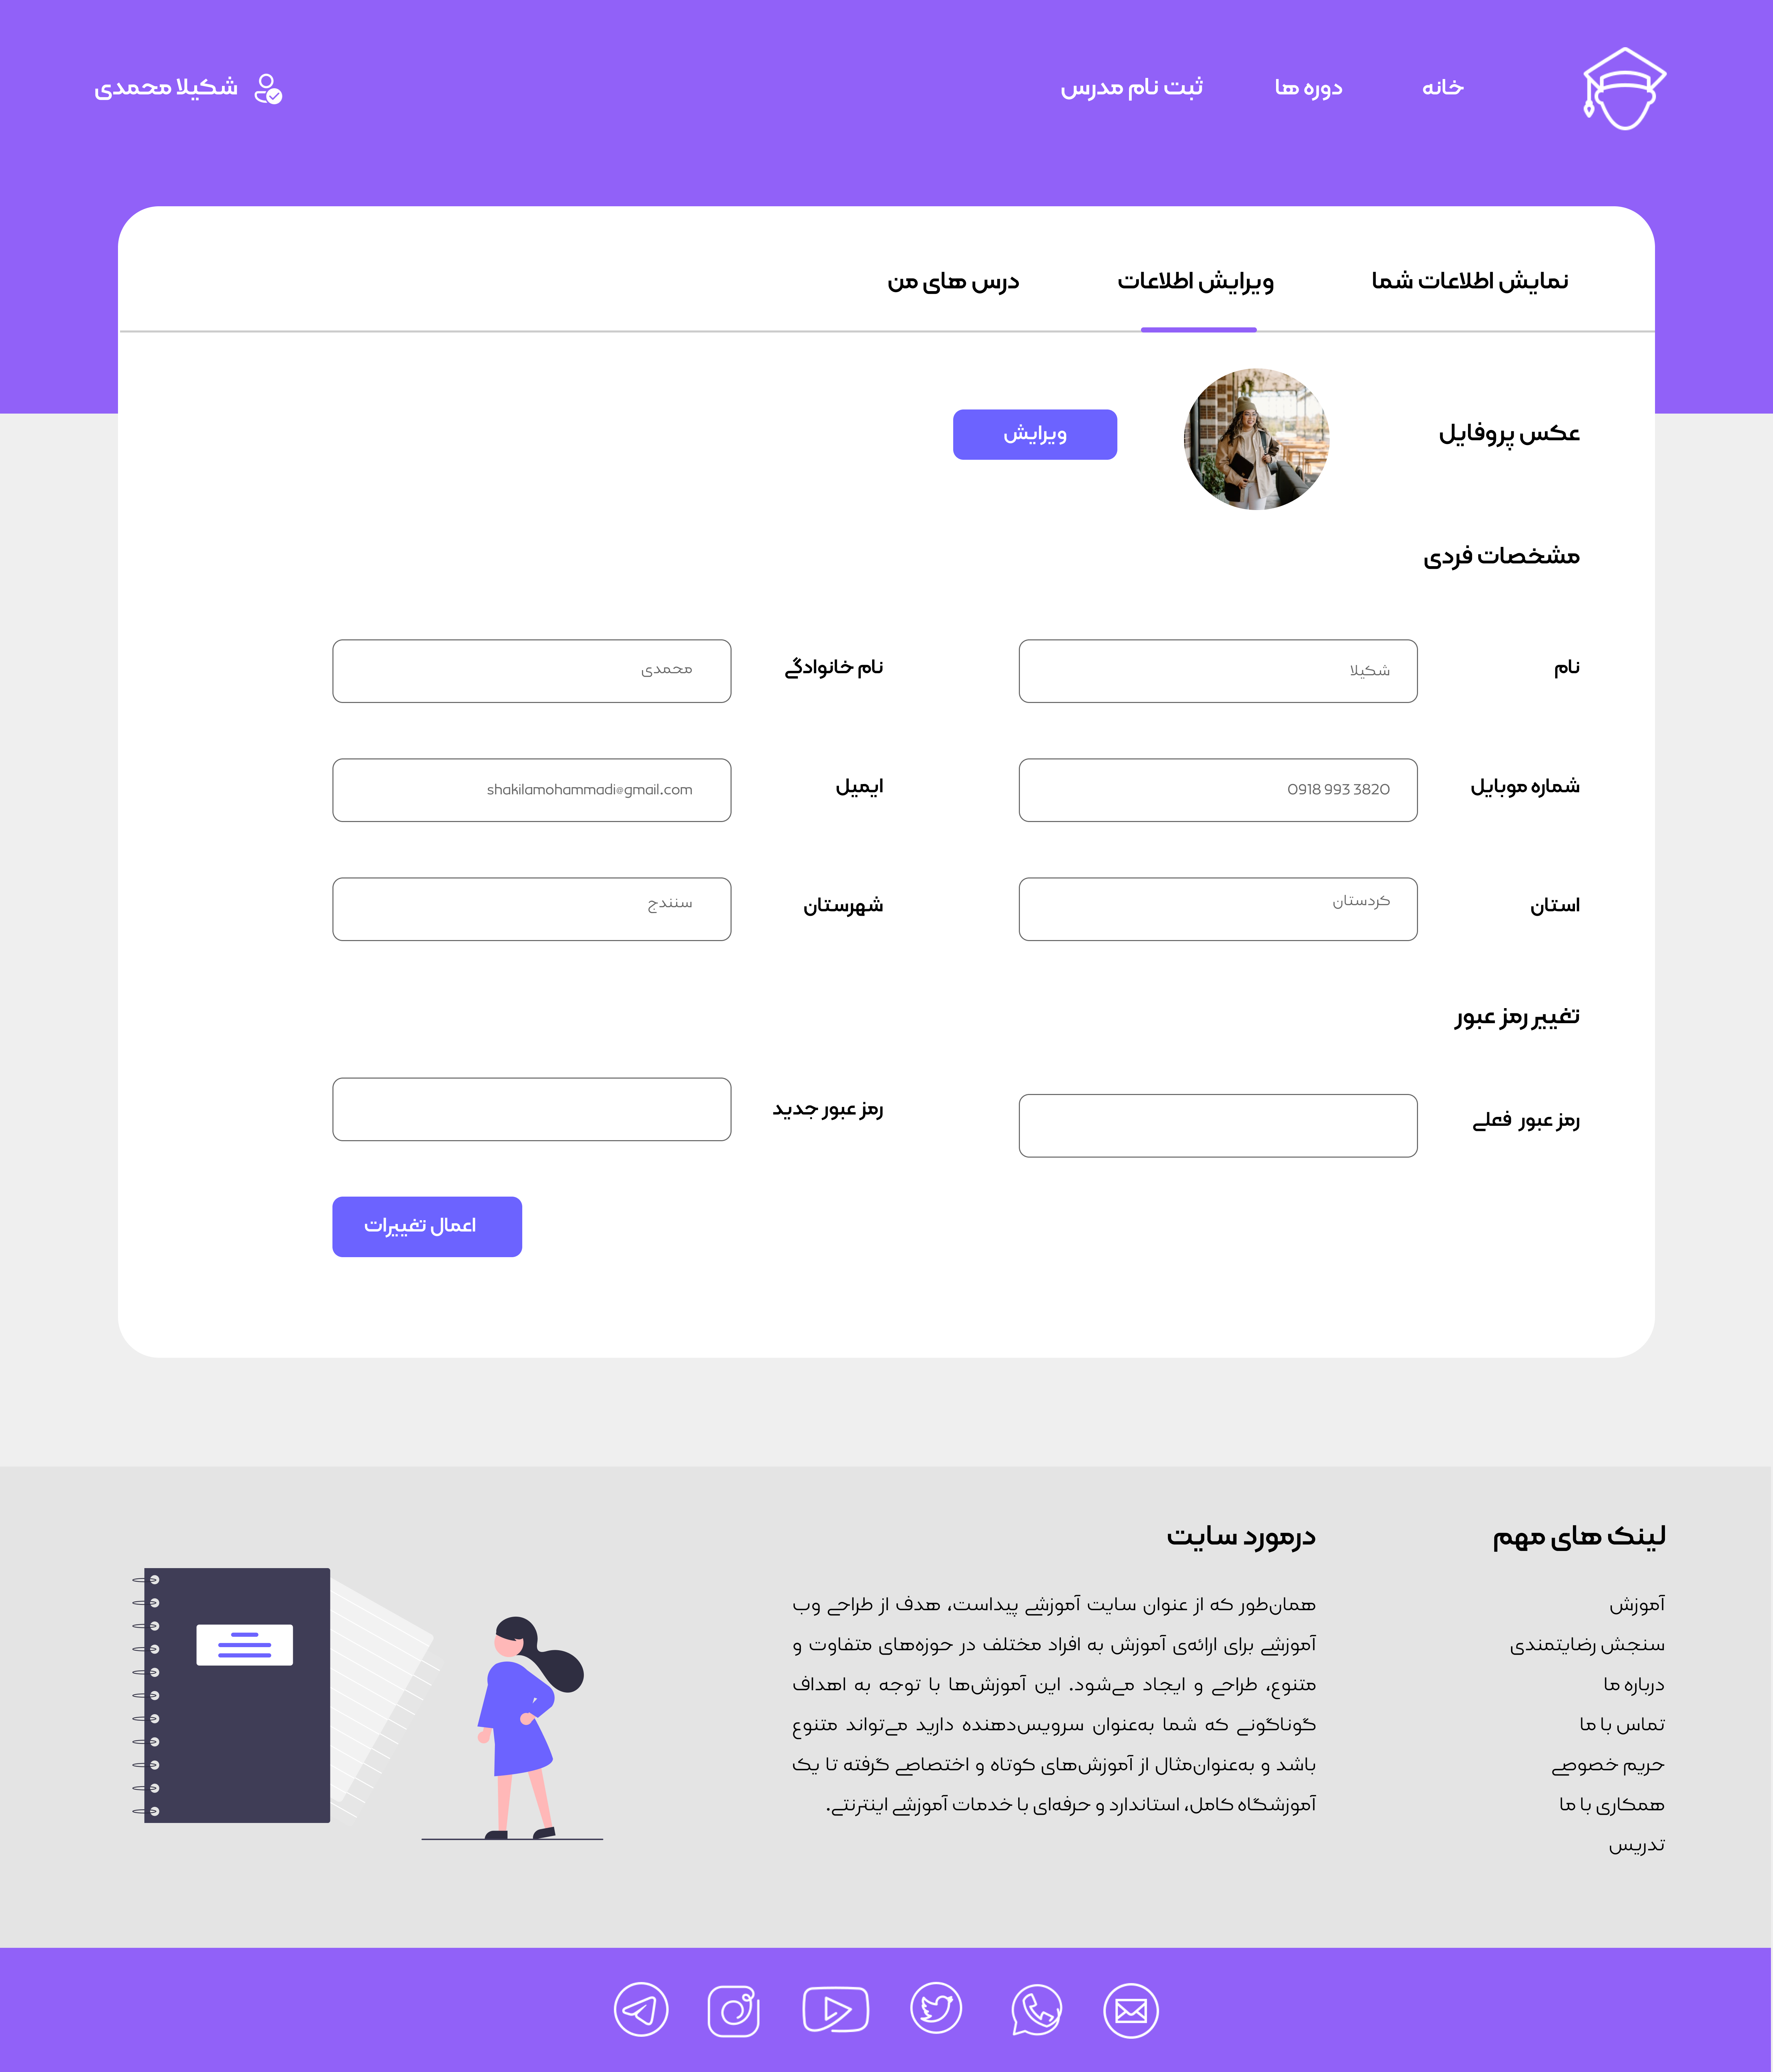 خانه
دوره ها
ثبت نام مدرس
شکیلا محمدی
نمایش اطلاعات شما
ویرایش اطلاعات
درس های من
عکس پروفایل
ویرایش
مشخصات فردی
نام
شکیلا
نام خانوادگی
محمدی
شماره موبایل
0918 993 3820
ایمیل
shakilamohammadi@gmail.com
استان
کردستان
شهرستان
سنندج
تغییر رمز عبور
رمز عبور فعلی
رمز عبور جدید
اعمال تغییرات
لینک های مهم
آموزش
سنجش رضایتمندی
درباره ما
تماس با ما
حریم خصوصی
همکاری با ما
تدریس
درمورد سایت
همان‌طور که از عنوان سایت آموزشی پیداست، هدف از طراحی وب
آموزشی برای ارائه‌ی آموزش به افراد مختلف در حوزه‌های متفاوت و
متنوع، طراحی و ایجاد می‌شود. این آموزش‌ها با توجه به اهداف
گوناگونی که شما به‌عنوان سرویس‌دهنده دارید می‌تواند متنوع
باشد و به‌عنوان‌مثال از آموزش‌های کوتاه و اختصاصی گرفته تا یک
آموزشگاه کامل، استاندارد و حرفه‌ای با خدمات آموزشی اینترنتی.